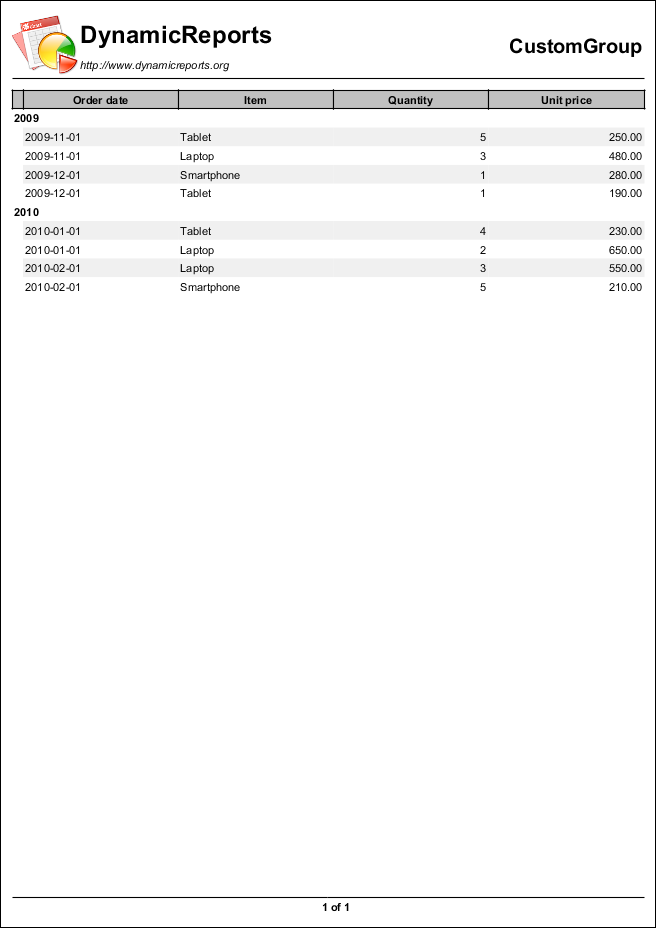 DynamicReports
CustomGroup
http://www.dynamicreports.org
Order date Item Quantity Unit price
2009
2009-11-01 Tablet 5 250.00
2009-11-01 Laptop 3 480.00
2009-12-01 Smartphone 1 280.00
2009-12-01 Tablet 1 190.00
2010
2010-01-01 Tablet 4 230.00
2010-01-01 Laptop 2 650.00
2010-02-01 Laptop 3 550.00
2010-02-01 Smartphone 5 210.00
1 of 1